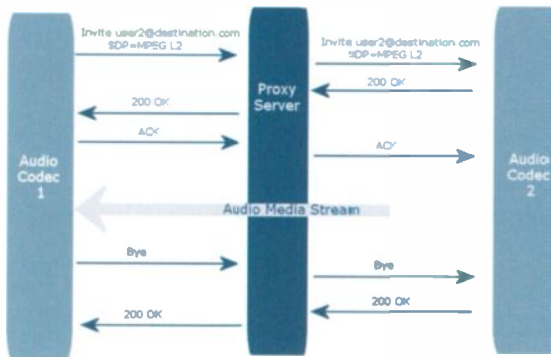 Invite user2@destination.com
SDP=MPEG L2
Invite user2@destination.com
SDP=MPEG L2
Proxy
Server
200 OK
200 OK
ACK
ACK
Audio
Codec
1
Audio
Codec
2
Audio Media Stream
Bye
Bye
200 OK
200 OK